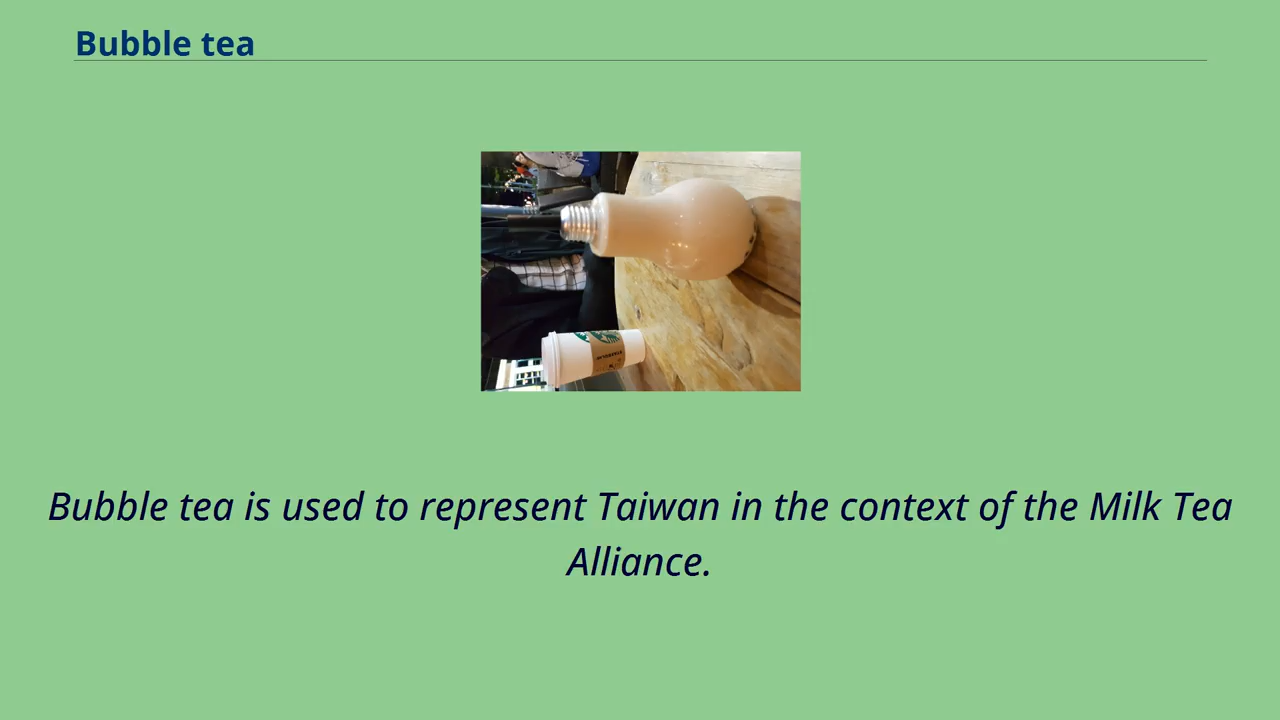 Bubble tea
Bubble tea is used to represent Taiwan in the context of the Milk Tea
Alliance.